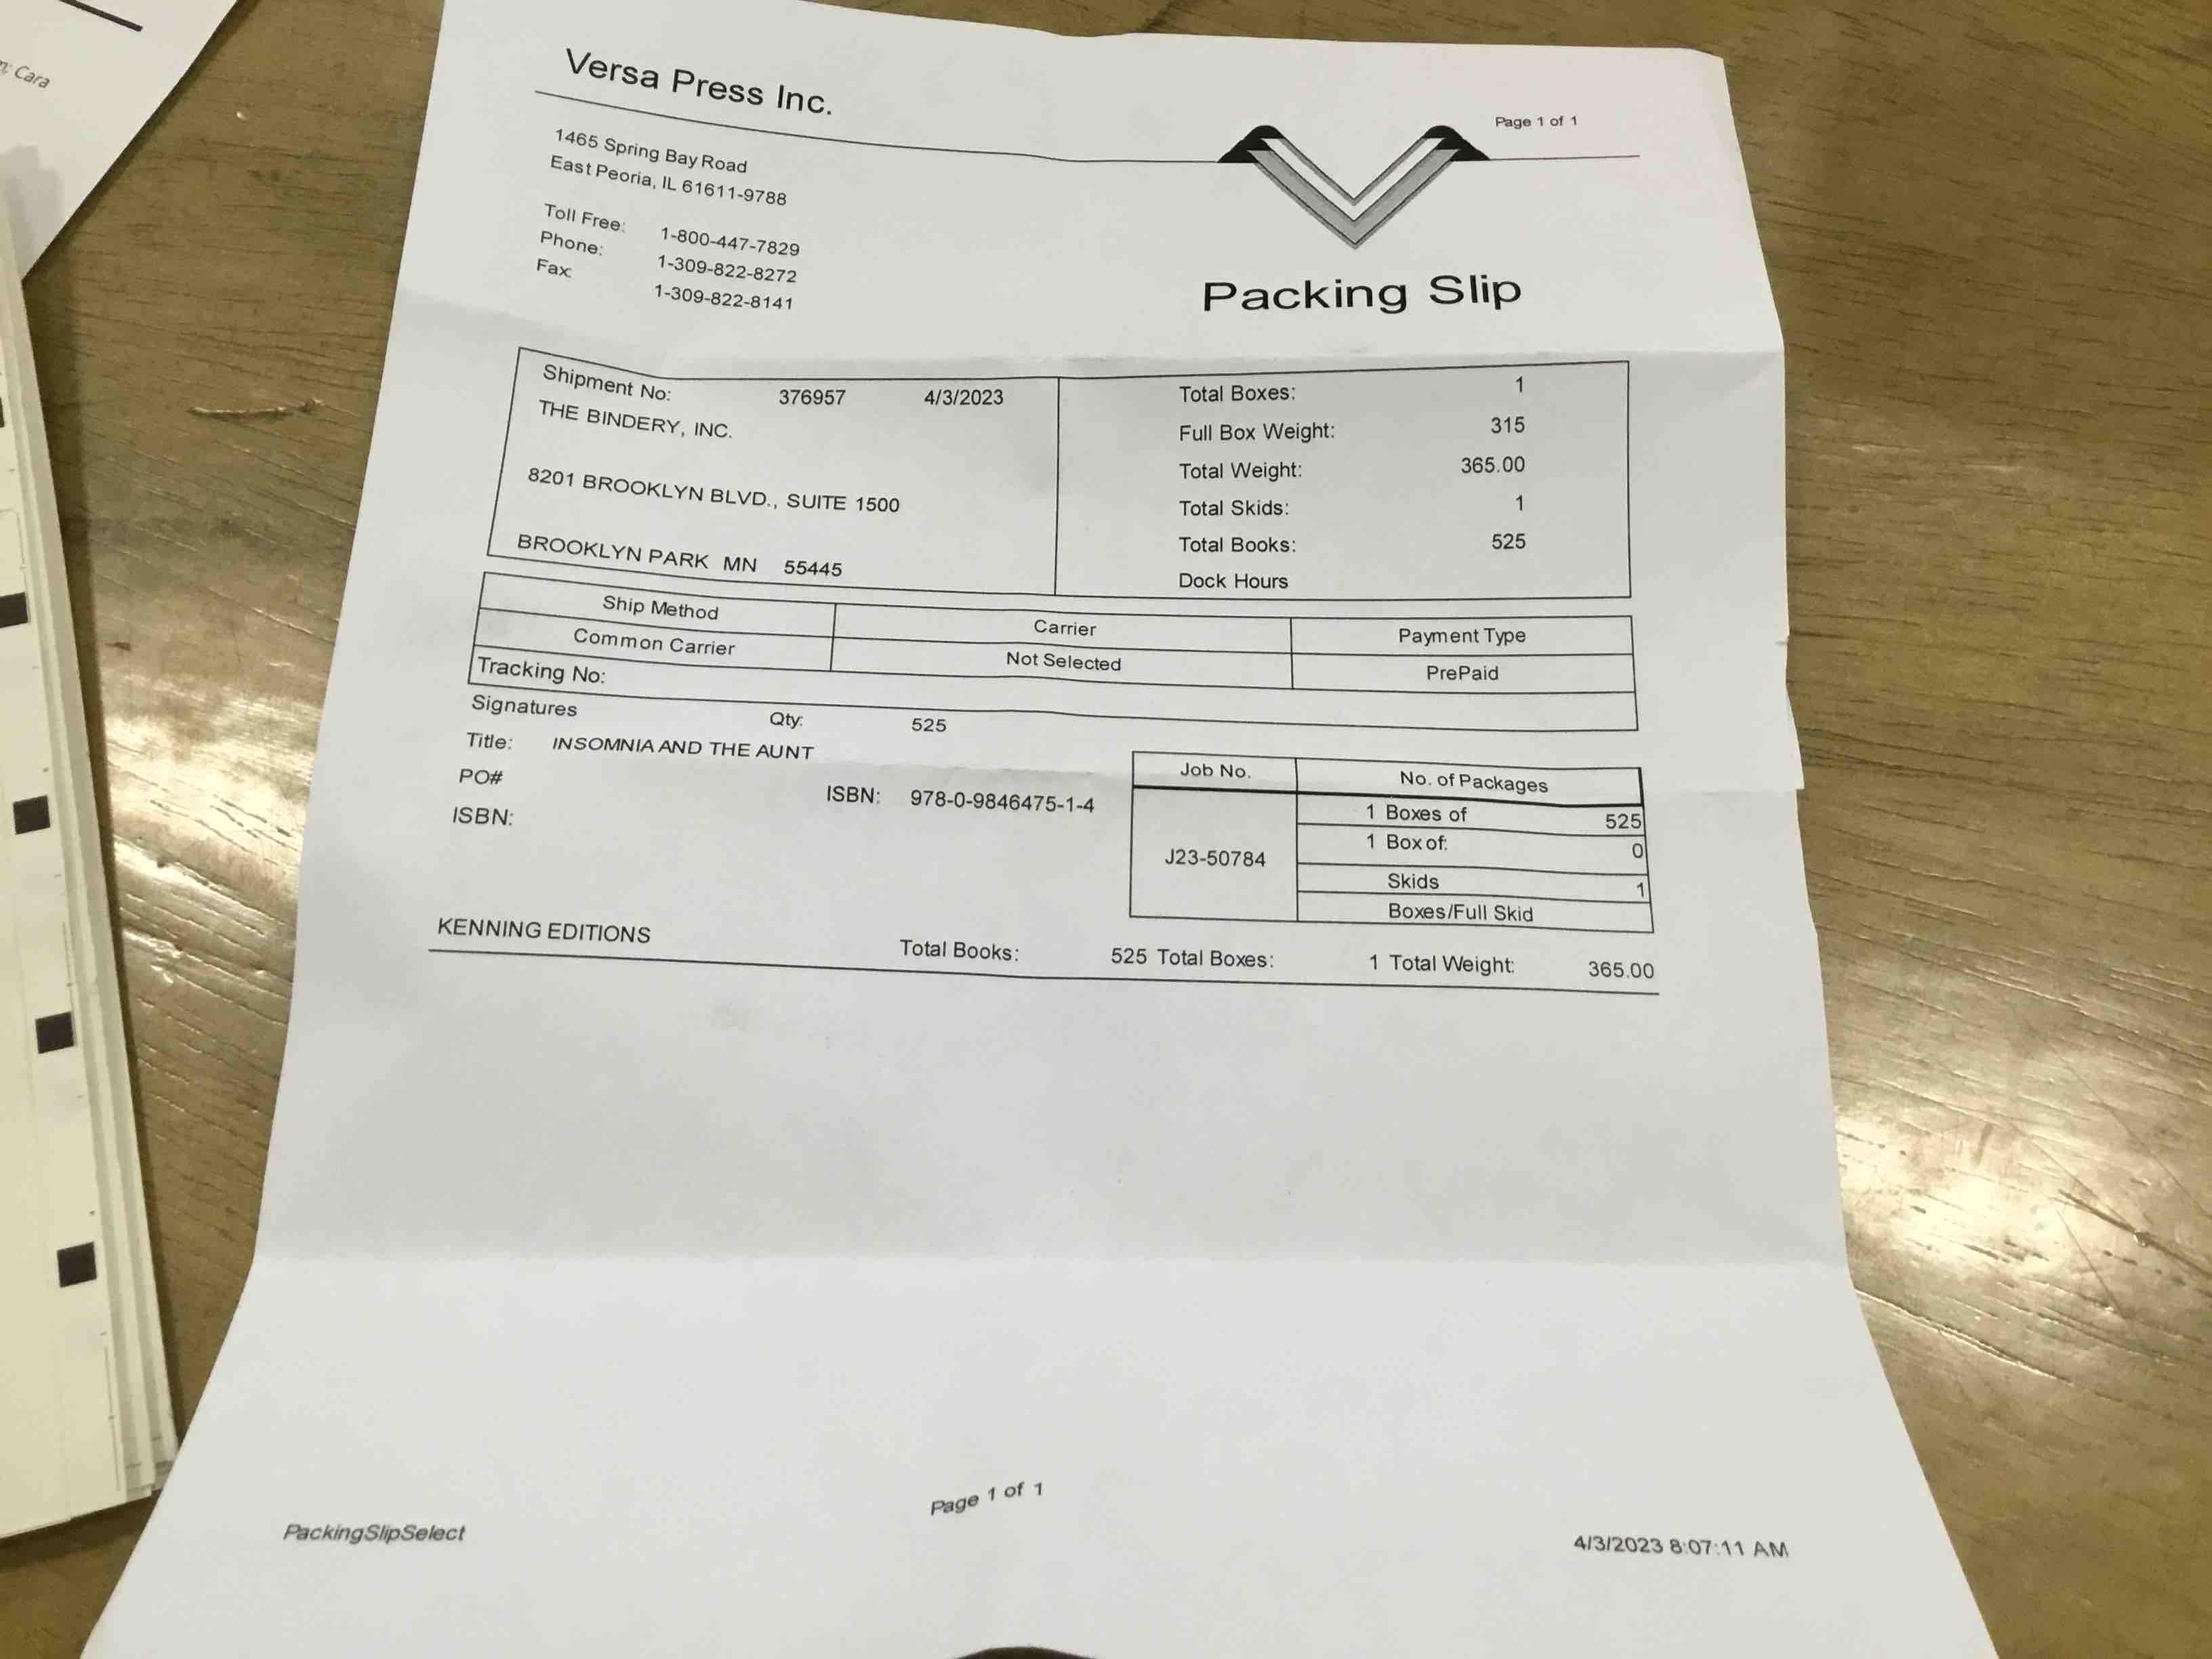 Cara
Versa Press Inc.
Page 1 of 1
1465 Spring Bay Road
East Peoria, IL 61611-9788
Toll Free: 1-800-447-7829
Phone: 1-309-822-8272
Fax: 1-309-822-8141
Packing Slip
Shipment No: 376957 4/3/2023
THE BINDERY, INC.
8201 BROOKLYN BLVD., SUITE 1500
BROOKLYN PARK MN 55445
Total Boxes: 1
Full Box Weight: 315
Total Weight: 365.00
Total Skids: 1
Total Books: 525
Dock Hours
Ship Method Carrier Payment Type
Common Carrier Not Selected PrePaid
Tracking No:
Signatures Qty: 525
Title: INSOMNIA AND THE AUNT
PO#
ISBN: 978-0-9846475-1-4
ISBN:
Job No. No. of Packages
J23-50784
1 Boxes of 525
1 Box of: 0
Skids 1
Boxes/Full Skid
KENNING EDITIONS Total Books: 525 Total Boxes: 1 Total Weight: 365.00
Page 1 of 1
PackingSlipSelect
4/3/2023 8:07:11 AM